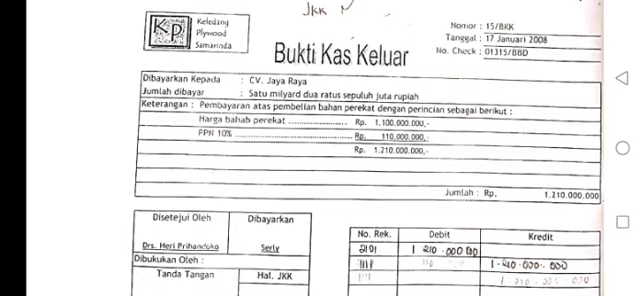 JKK
Keledang
Plywood
Samarinda
KP
Bukti Kas Keluar
Nomor : 15/BKK
Tanggal : 17 Januari 2008
No. Check : 01315/BBD
Dibayarkan Kepada : CV. Jaya Raya
Jumlah dibayar : Satu milyard dua ratus sepuluh juta rupiah
Keterangan : Pembayaran atas pembelian bahan perekat dengan perincian sebagai berikut :
Harga bahab perekat .................... Rp. 1.100.000.000,-
PPN 10% .................... Rp. 110.000.000,-
Rp. 1.210.000.000,-
Jumlah : Rp. 1.210.000.000
Disetejui Oleh Dibayarkan
Drs. Heri Prihandoko Serly
Dibukukan Oleh :
Tanda Tangan Hal. JKK
No. Rek. Debit Kredit
2101 1 210.000 000
1111 1.210.000.000